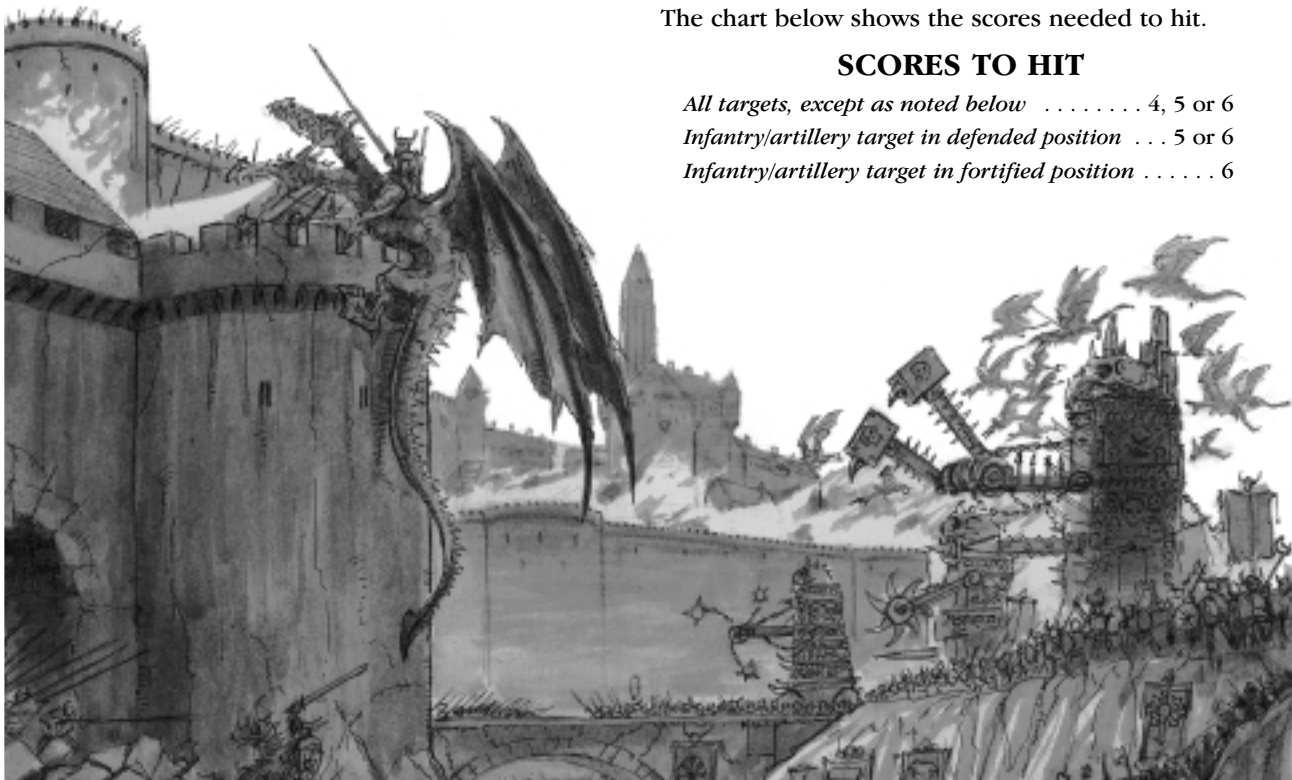 The chart below shows the scores needed to hit.
SCORES TO HIT
All targets, except as noted below . . . . . . . . 4, 5 or 6
Infantry/artillery target in defended position . . . 5 or 6
Infantry/artillery target in fortified position . . . . . . 6